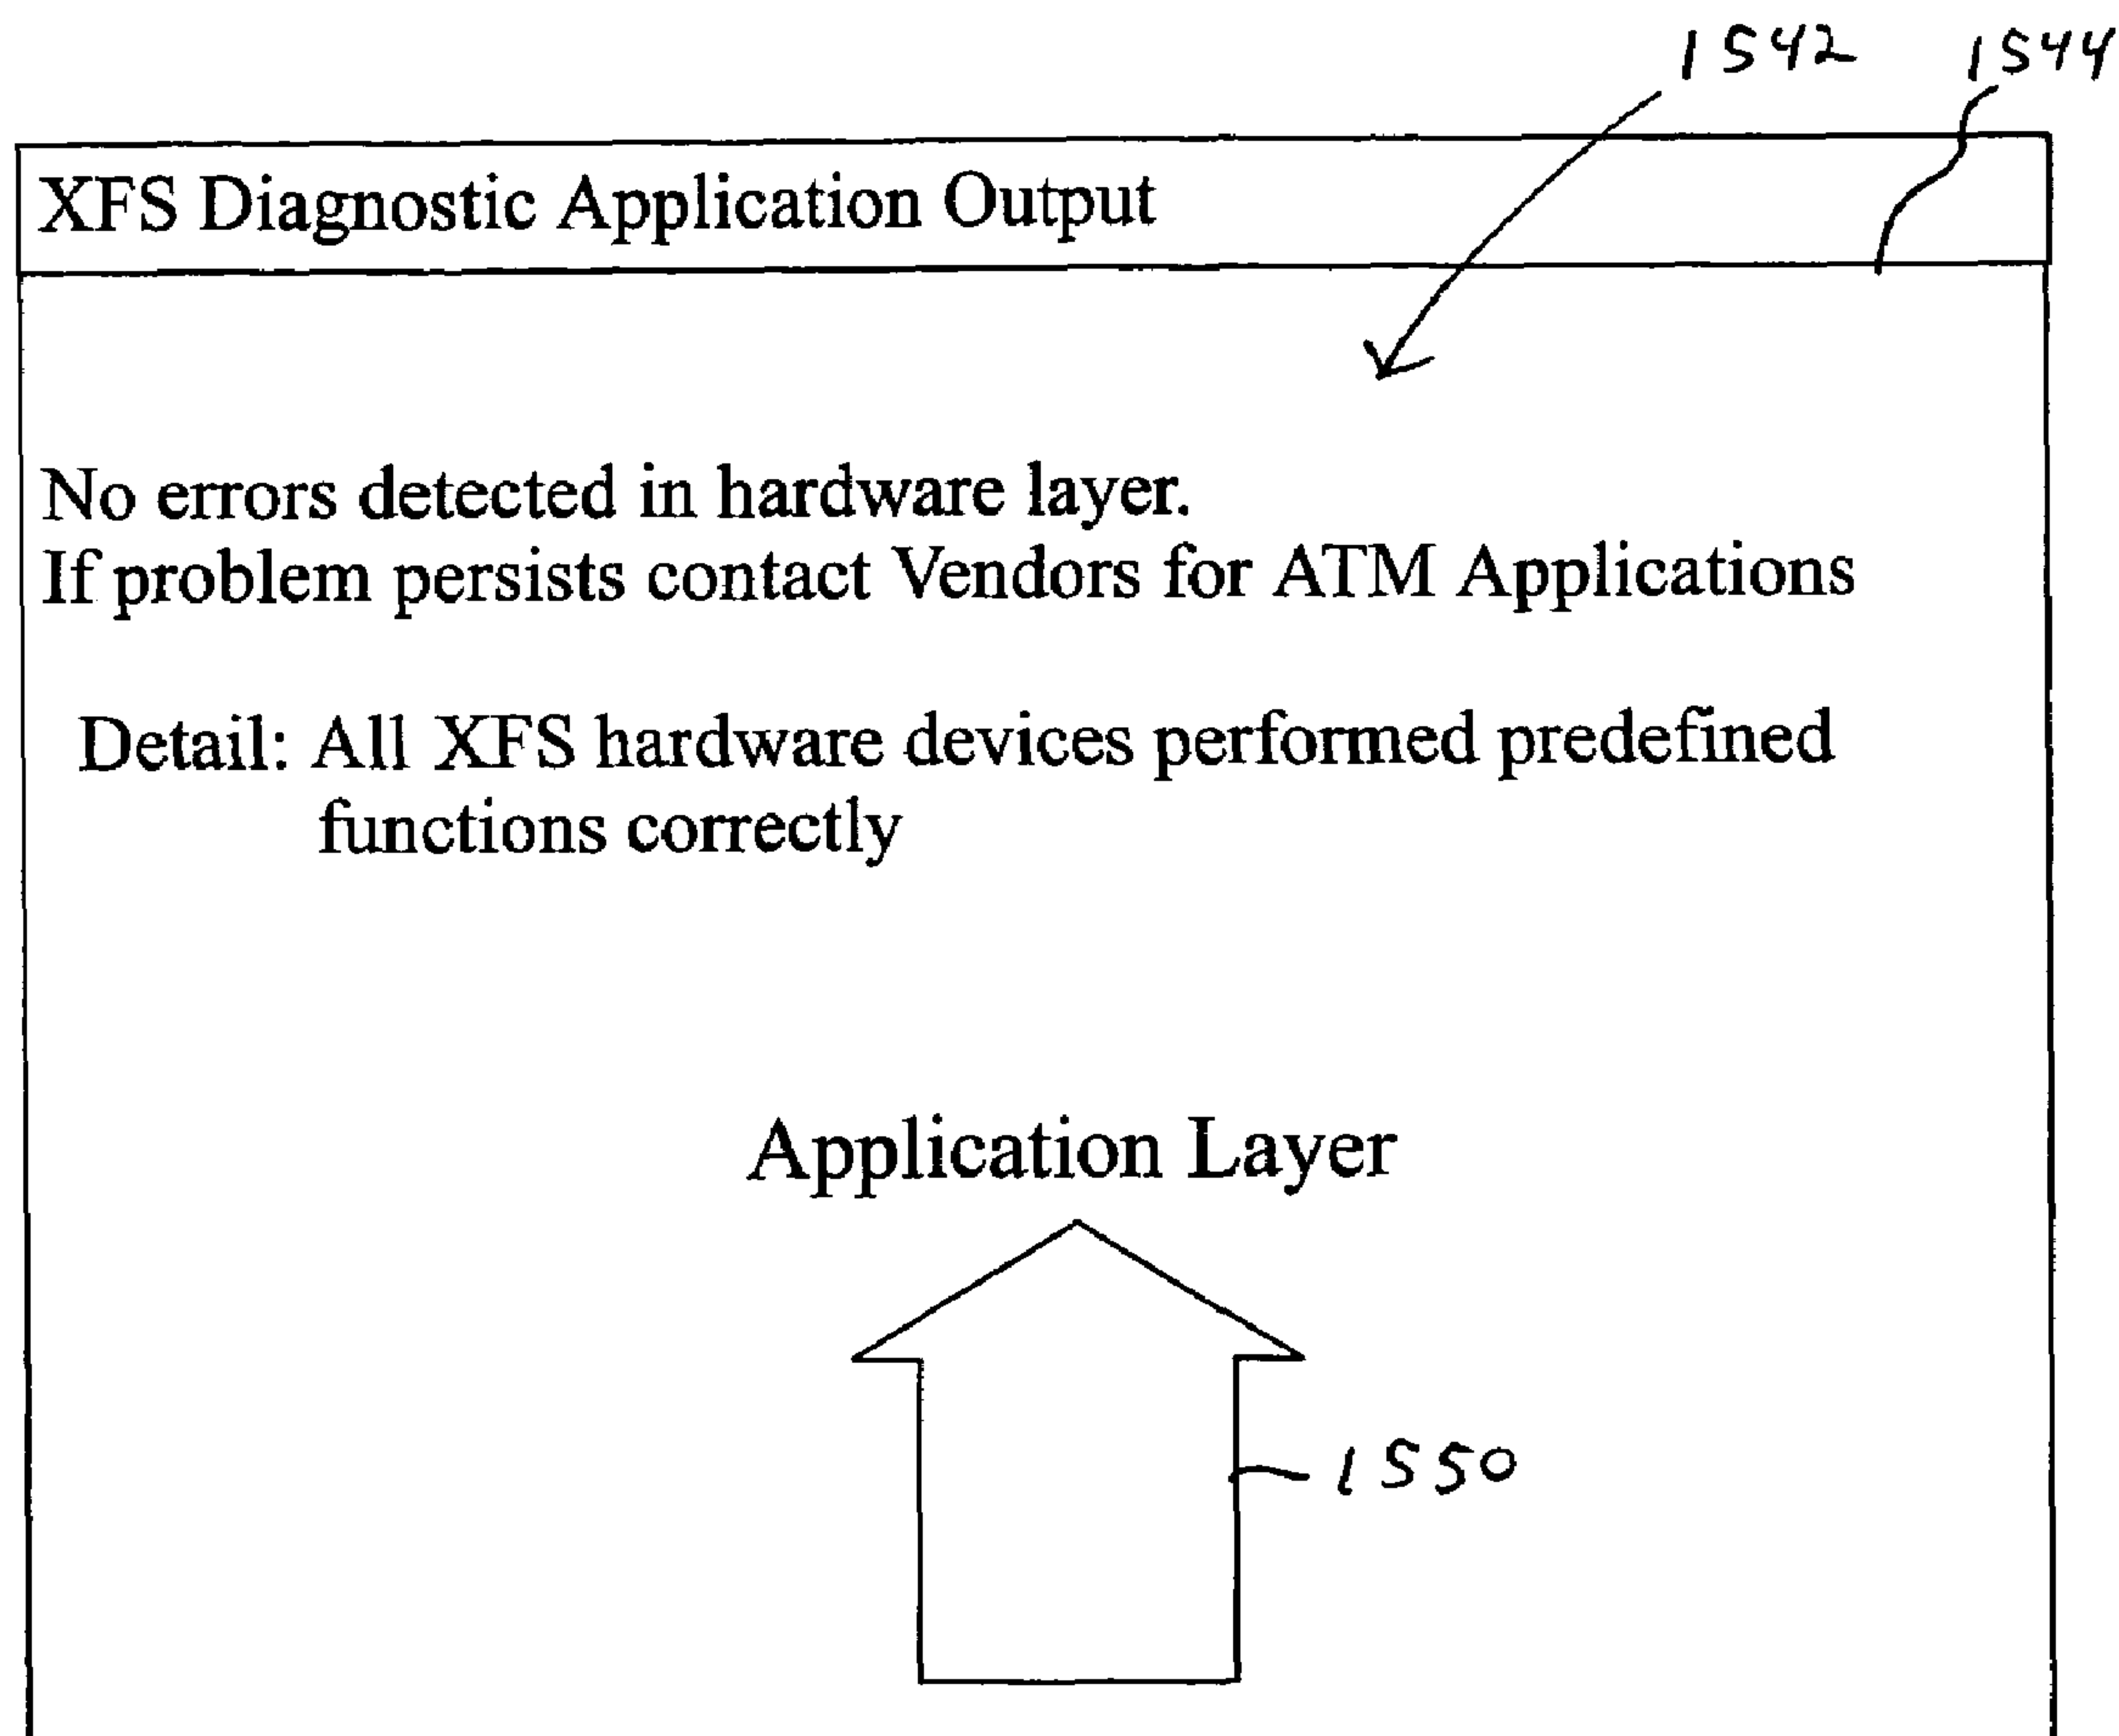 1542 1544
XFS Diagnostic Application Output
No errors detected in hardware layer.
If problem persists contact Vendors for ATM Applications
Detail: All XFS hardware devices performed predefined
functions correctly
Application Layer
1550